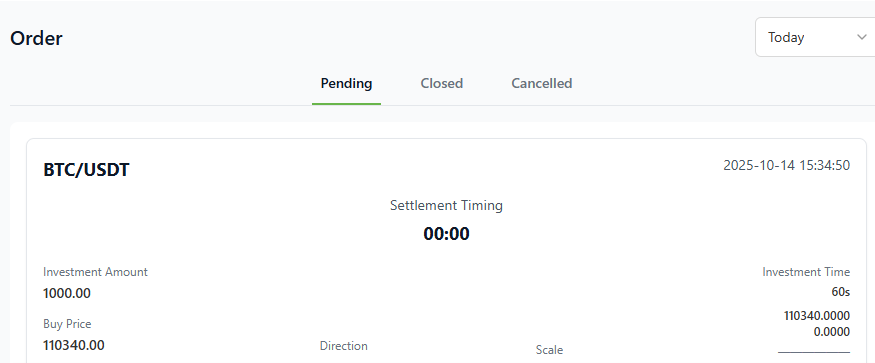 Order
Today
Pending
Closed
Cancelled
BTC/USDT
2025-10-14 15:34:50
Settlement Timing
00:00
Investment Amount
1000.00
Investment Time
60s
Buy Price
110340.00
110340.0000
0.0000
Direction
Scale